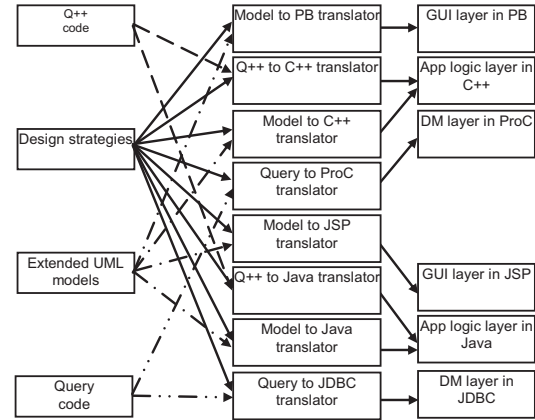 Q++
code
Design strategies
Extended UML
models
Query
code
Model to PB translator
Q++ to C++ translator
Model to C++
translator
Query to ProC
translator
Model to JSP
translator
Q++ to Java translator
Model to Java
translator
Query to JDBC
translator
GUI layer in PB
App logic layer in
C++
DM layer in ProC
GUI layer in JSP
App logic layer in
Java
DM layer in
JDBC